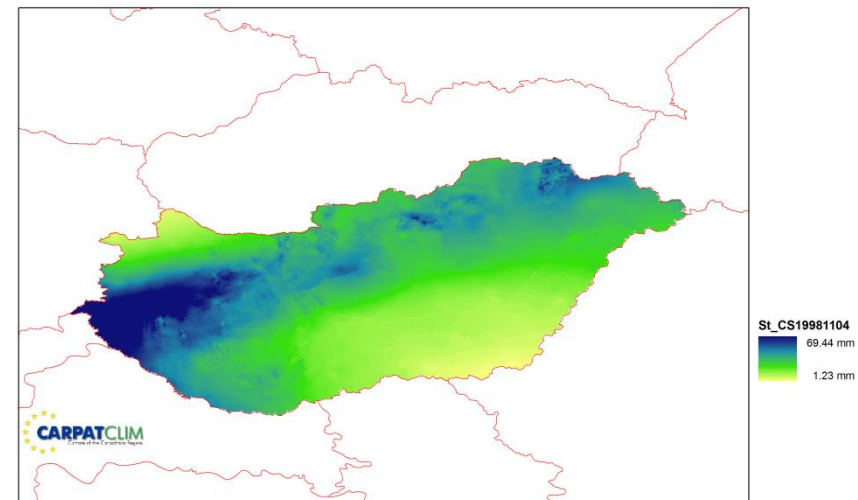 St_CS19981104
69.44 mm
1.23 mm
CARPATCLIM
Climate of the Carpathian Region